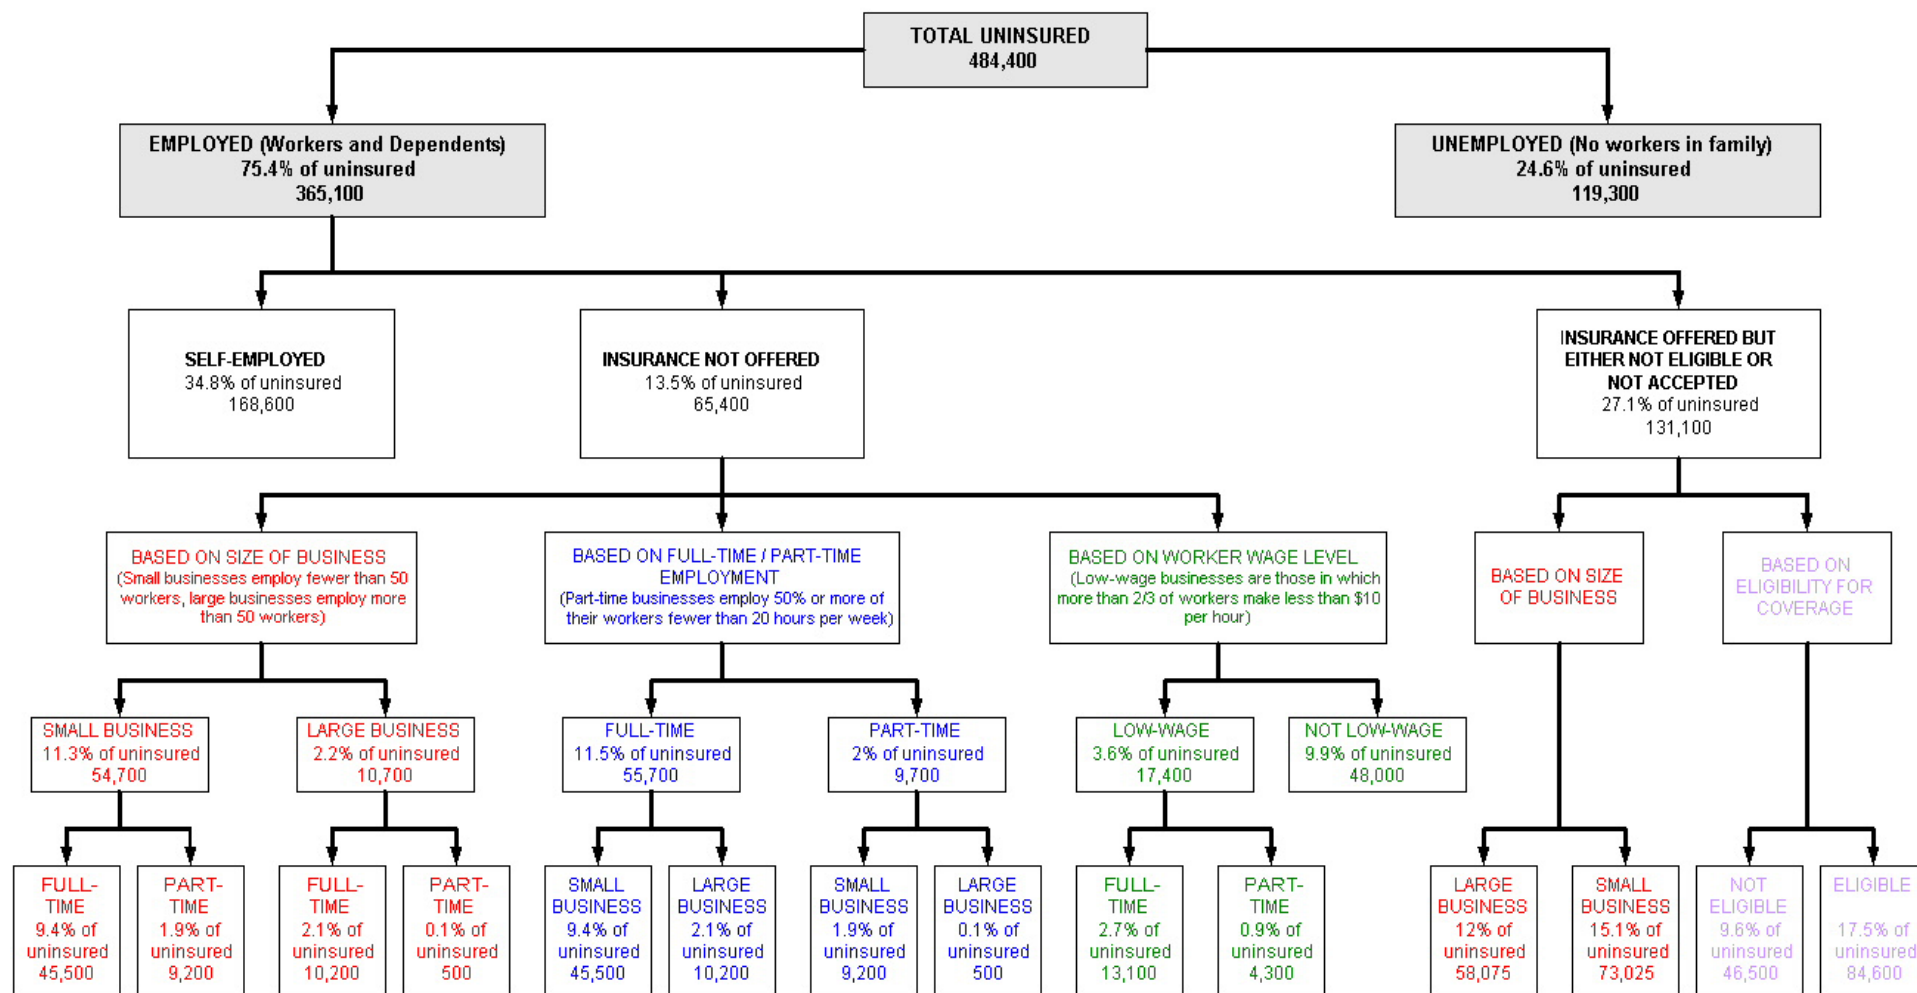 TOTAL UNINSURED
484,400
EMPLOYED (Workers and Dependents)
75.4% of uninsured
365,100
UNEMPLOYED (No workers in family)
24.6% of uninsured
119,300
SELF-EMPLOYED
34.8% of uninsured
168,600
INSURANCE NOT OFFERED
13.5% of uninsured
65,400
INSURANCE OFFERED BUT
EITHER NOT ELIGIBLE OR
NOT ACCEPTED
27.1% of uninsured
131,100
BASED ON SIZE OF BUSINESS
(Small businesses employ fewer than 50
workers, large businesses employ more
than 50 workers)
BASED ON FULL-TIME / PART-TIME
EMPLOYMENT
(Part-time businesses employ 50% or more of
their workers fewer than 20 hours per week)
BASED ON WORKER WAGE LEVEL
(Low-wage businesses are those in which
more than 2/3 of workers make less than $10
per hour)
BASED ON SIZE
OF BUSINESS
BASED ON
ELIGIBILITY FOR
COVERAGE
SMALL BUSINESS
11.3% of uninsured
54,700
LARGE BUSINESS
2.2% of uninsured
10,700
FULL-TIME
11.5% of uninsured
55,700
PART-TIME
2% of uninsured
9,700
LOW-WAGE
3.6% of uninsured
17,400
NOT LOW-WAGE
9.9% of uninsured
48,000
FULL-
TIME
9.4% of
uninsured
45,500
PART-
TIME
1.9% of
uninsured
9,200
FULL-
TIME
2.1% of
uninsured
10,200
PART-
TIME
0.1% of
uninsured
500
SMALL
BUSINESS
9.4% of
uninsured
45,500
LARGE
BUSINESS
2.1% of
uninsured
10,200
SMALL
BUSINESS
1.9% of
uninsured
9,200
LARGE
BUSINESS
0.1% of
uninsured
500
FULL-
TIME
2.7% of
uninsured
13,100
PART-
TIME
0.9% of
uninsured
4,300
LARGE
BUSINESS
12% of
uninsured
58,075
SMALL
BUSINESS
15.1% of
uninsured
73,025
NOT
ELIGIBLE
9.6% of
uninsured
46,500
ELIGIBLE
17.5% of
uninsured
84,600